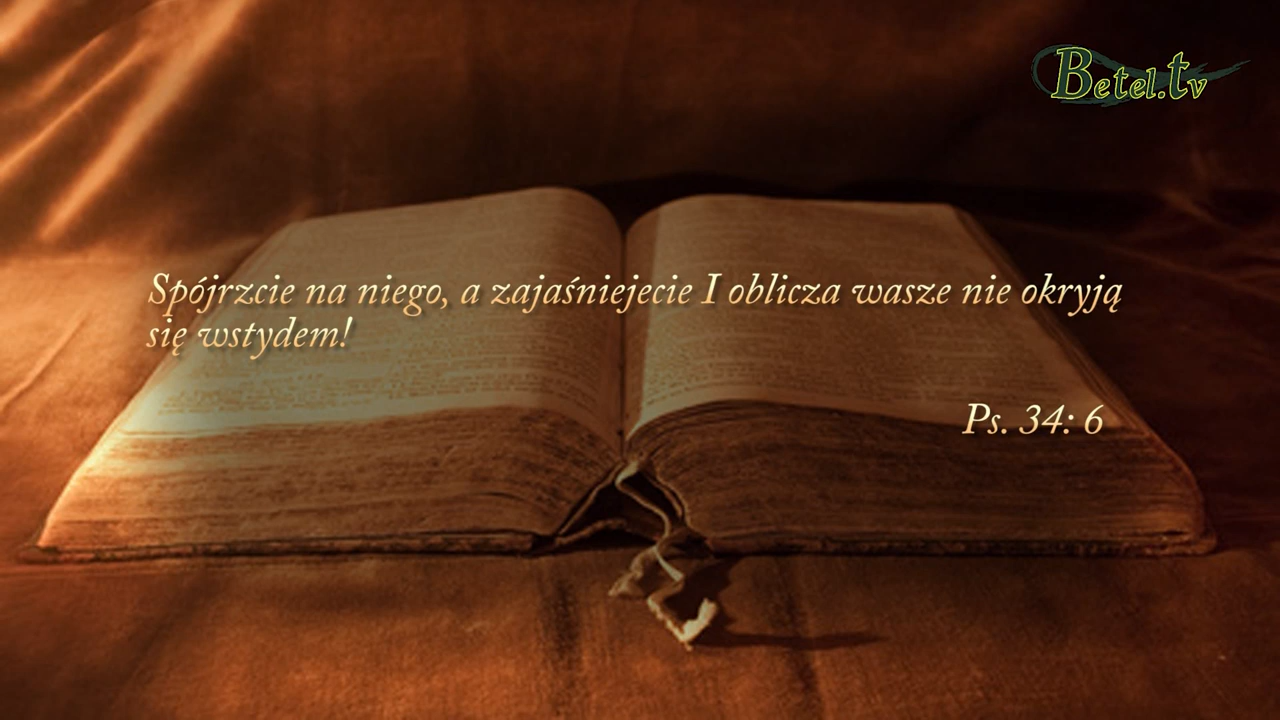 Betel.tv
Spójrzcie na niego, a zajaśniejecie I oblicza wasze nie okryją
się wstydem!
Ps. 34: 6